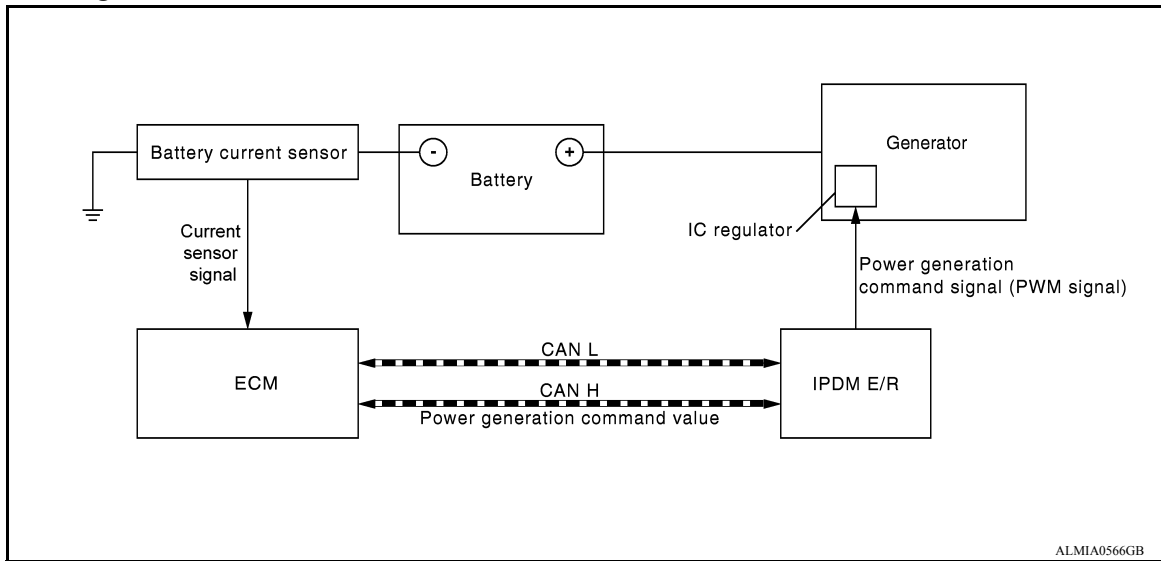 Battery current sensor
-
+
Battery
Generator
IC regulator
Current
sensor
signal
Power generation
command signal (PWM signal)
ECM
CAN L
CAN H
Power generation command value
IPDM E/R
ALMIA0566GB